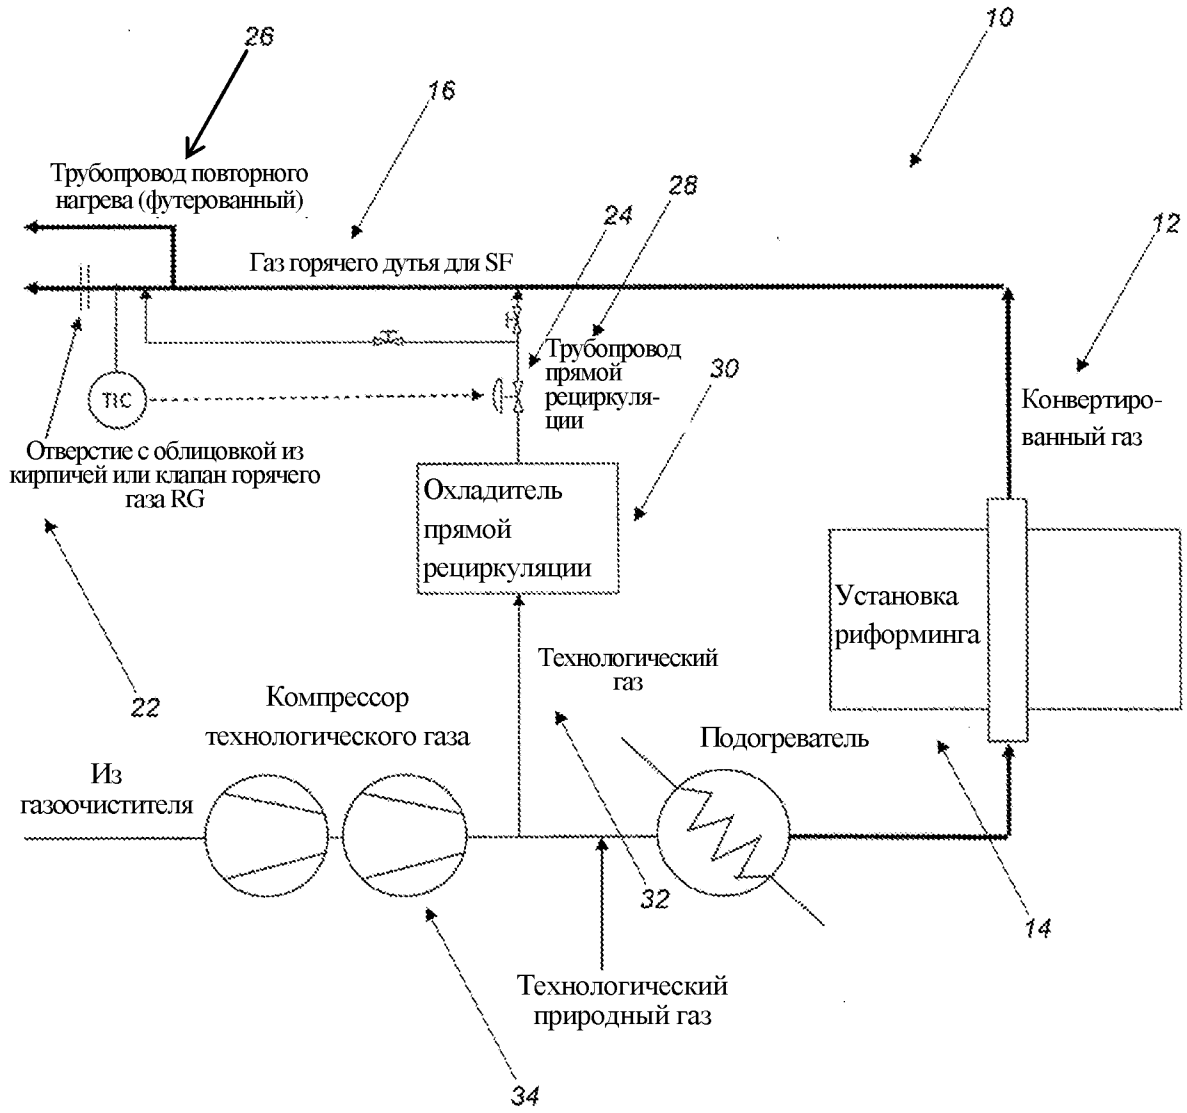 26
10
16
Трубопровод повторного
нагрева (футерованный)
28
24
12
Газ горячего дутья для SF
Трубопровод
прямой
рециркуля-
ции
30
TIC
Конвертиро-
ванный газ
Отверстие с облицовкой из
кирпичей или клапан горячего
газа RG
Охладитель
прямой
рециркуляции
Установка
риформинга
22
Технологический
газ
Компрессор
технологического газа
Подогреватель
Из
газоочистителя
32
14
Технологический
природный газ
34